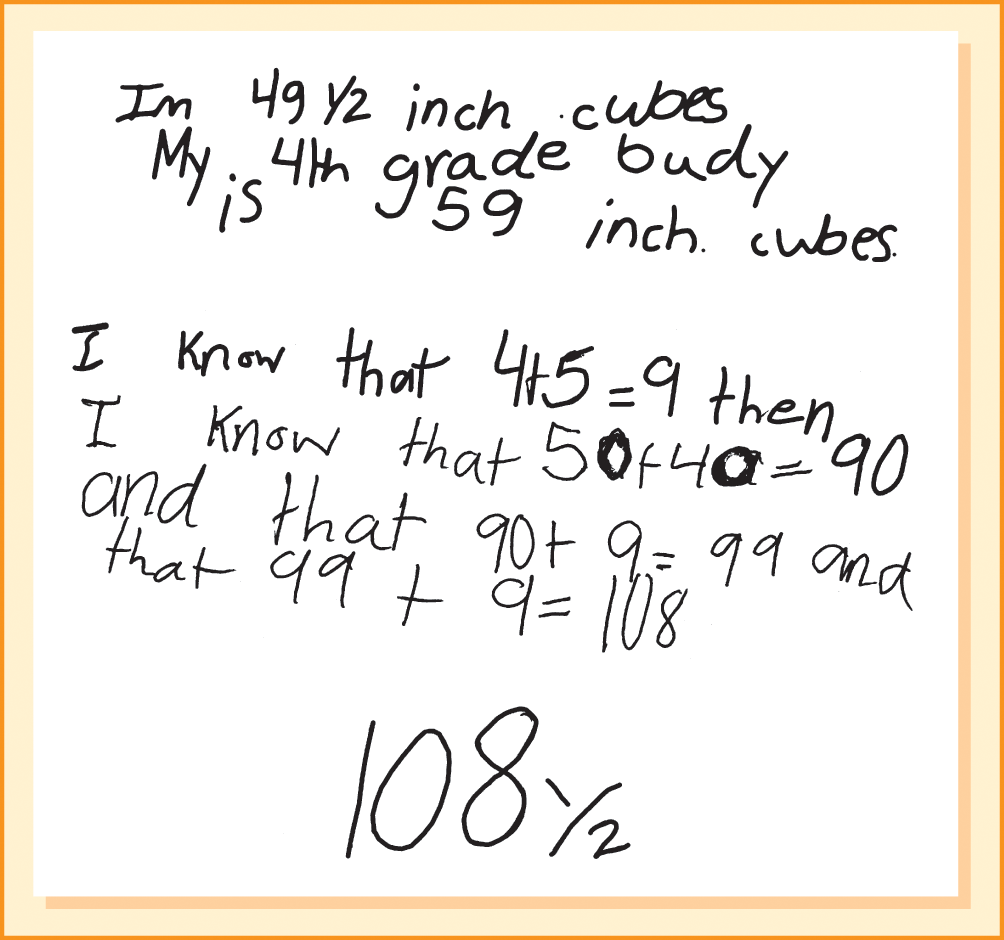 Im 49 1/2 inch cubes
My 4th grade budy
is 59 inch. cubes.
I know that 4+5=9 then
I know that 50+40=90
and that 90+9=99 and
that 99+9=108
108 1/2